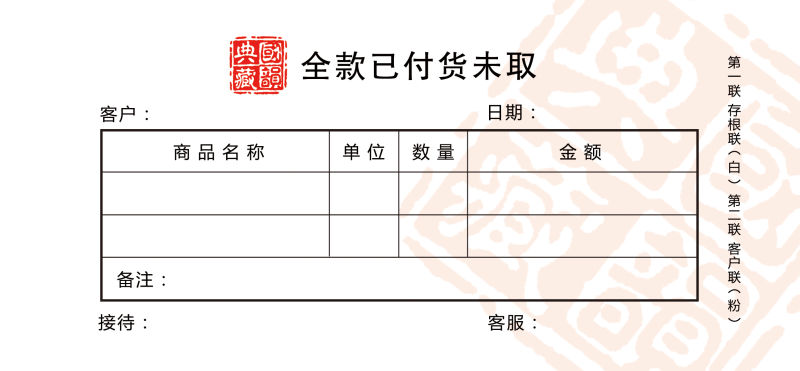 國韻典藏
全款已付货未取
客户：
日期：
商品名称 单位 数量 金额
备注：
接待：
客服：
第一联 存根联（白） 第二联 客户联（粉）